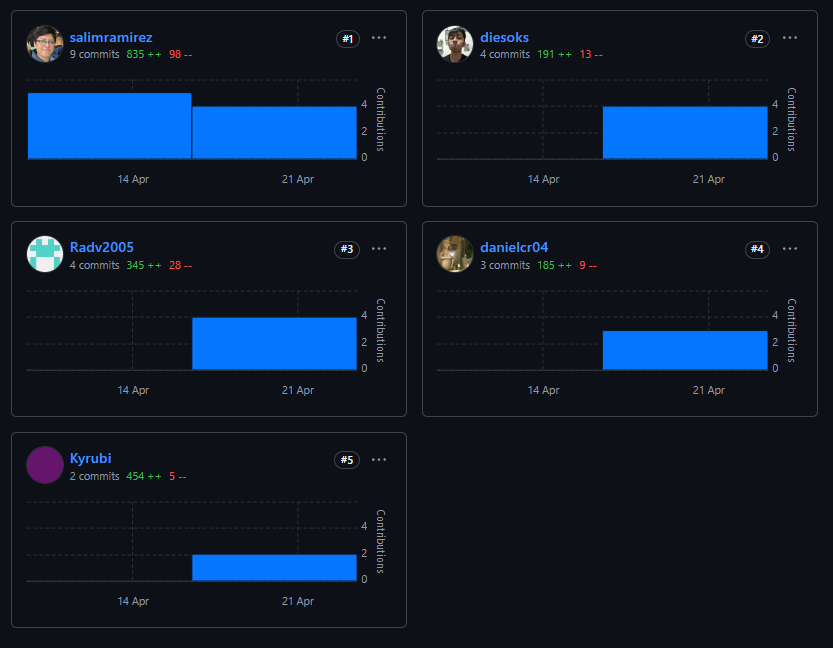 salimramirez
#1
···
9 commits 835 ++ 98 --
4
2
0
Contributions
14 Apr 21 Apr
diesoks
#2
···
4 commits 191 ++ 13 --
4
2
0
Contributions
14 Apr 21 Apr
Radv2005
#3
···
4 commits 345 ++ 28 --
4
2
0
Contributions
14 Apr 21 Apr
danielcr04
#4
···
3 commits 185 ++ 9 --
4
2
0
Contributions
14 Apr 21 Apr
Kyrubi
#5
···
2 commits 454 ++ 5 --
4
2
0
Contributions
14 Apr 21 Apr